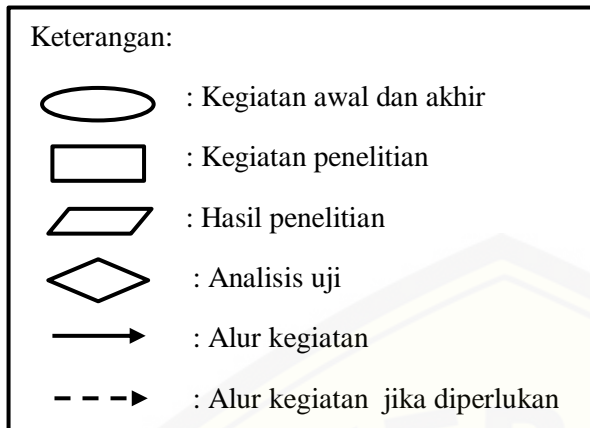 Keterangan:
: Kegiatan awal dan akhir
: Kegiatan penelitian
: Hasil penelitian
: Analisis uji
: Alur kegiatan
: Alur kegiatan  jika diperlukan